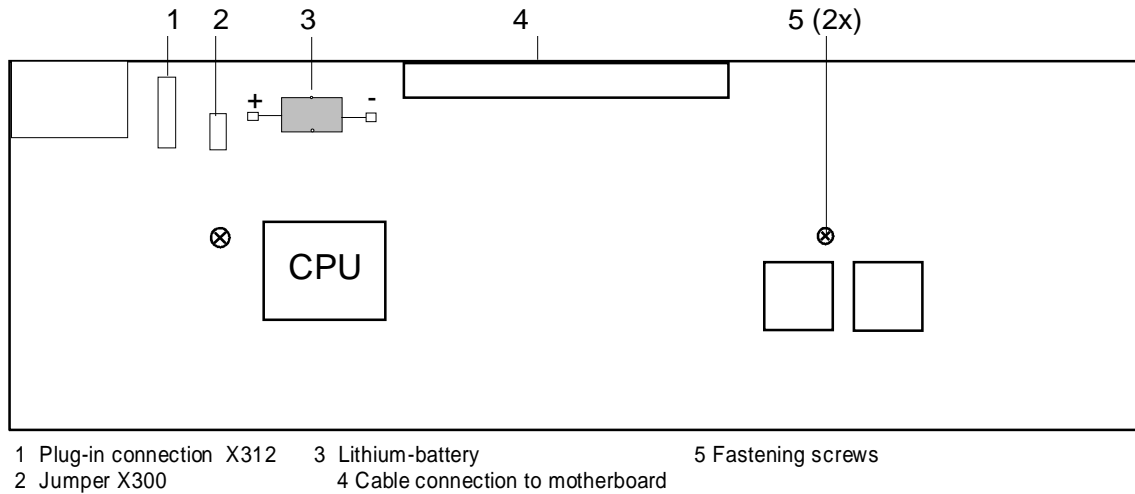 1 2 3 4 5 (2x)
+ -
CPU
1 Plug-in connection X312 3 Lithium-battery 5 Fastening screws
2 Jumper X300 4 Cable connection to motherboard